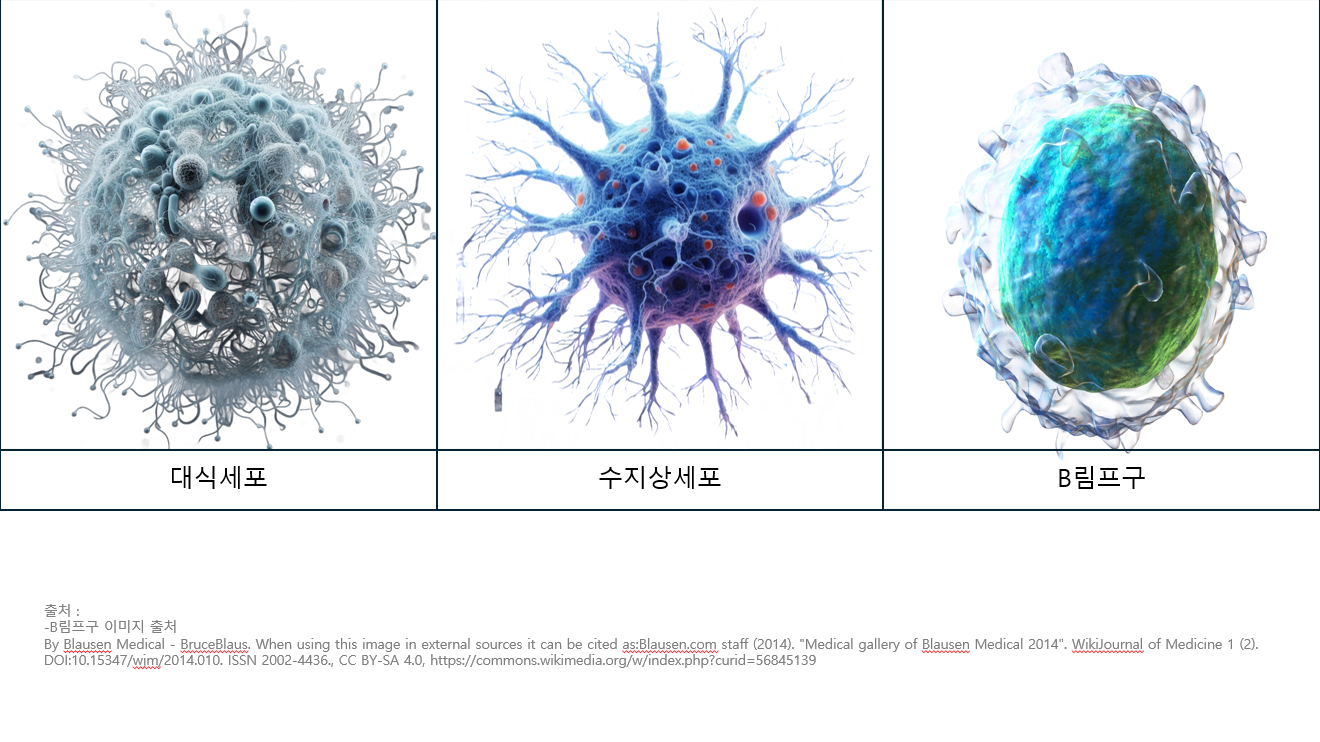 대식세포
수지상세포
B림프구
출처 :
-B림프구 이미지 출처
By Blausen Medical - BruceBlaus. When using this image in external sources it can be cited as:Blausen.com staff (2014). "Medical gallery of Blausen Medical 2014". WikiJournal of Medicine 1 (2).
DOI:10.15347/wjm/2014.010. ISSN 2002-4436., CC BY-SA 4.0, https://commons.wikimedia.org/w/index.php?curid=56845139